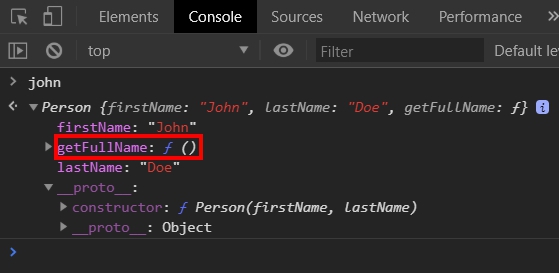 Elements Console Sources Network Performance »
top ▼ Filter Default le
> john
▼ Person {firstName: "John", lastName: "Doe", getFullName: ƒ} i
firstName: "John"
▶ getFullName: ƒ ()
lastName: "Doe"
▼ __proto__:
▶ constructor: ƒ Person(firstName, lastName)
▶ __proto__: Object
>